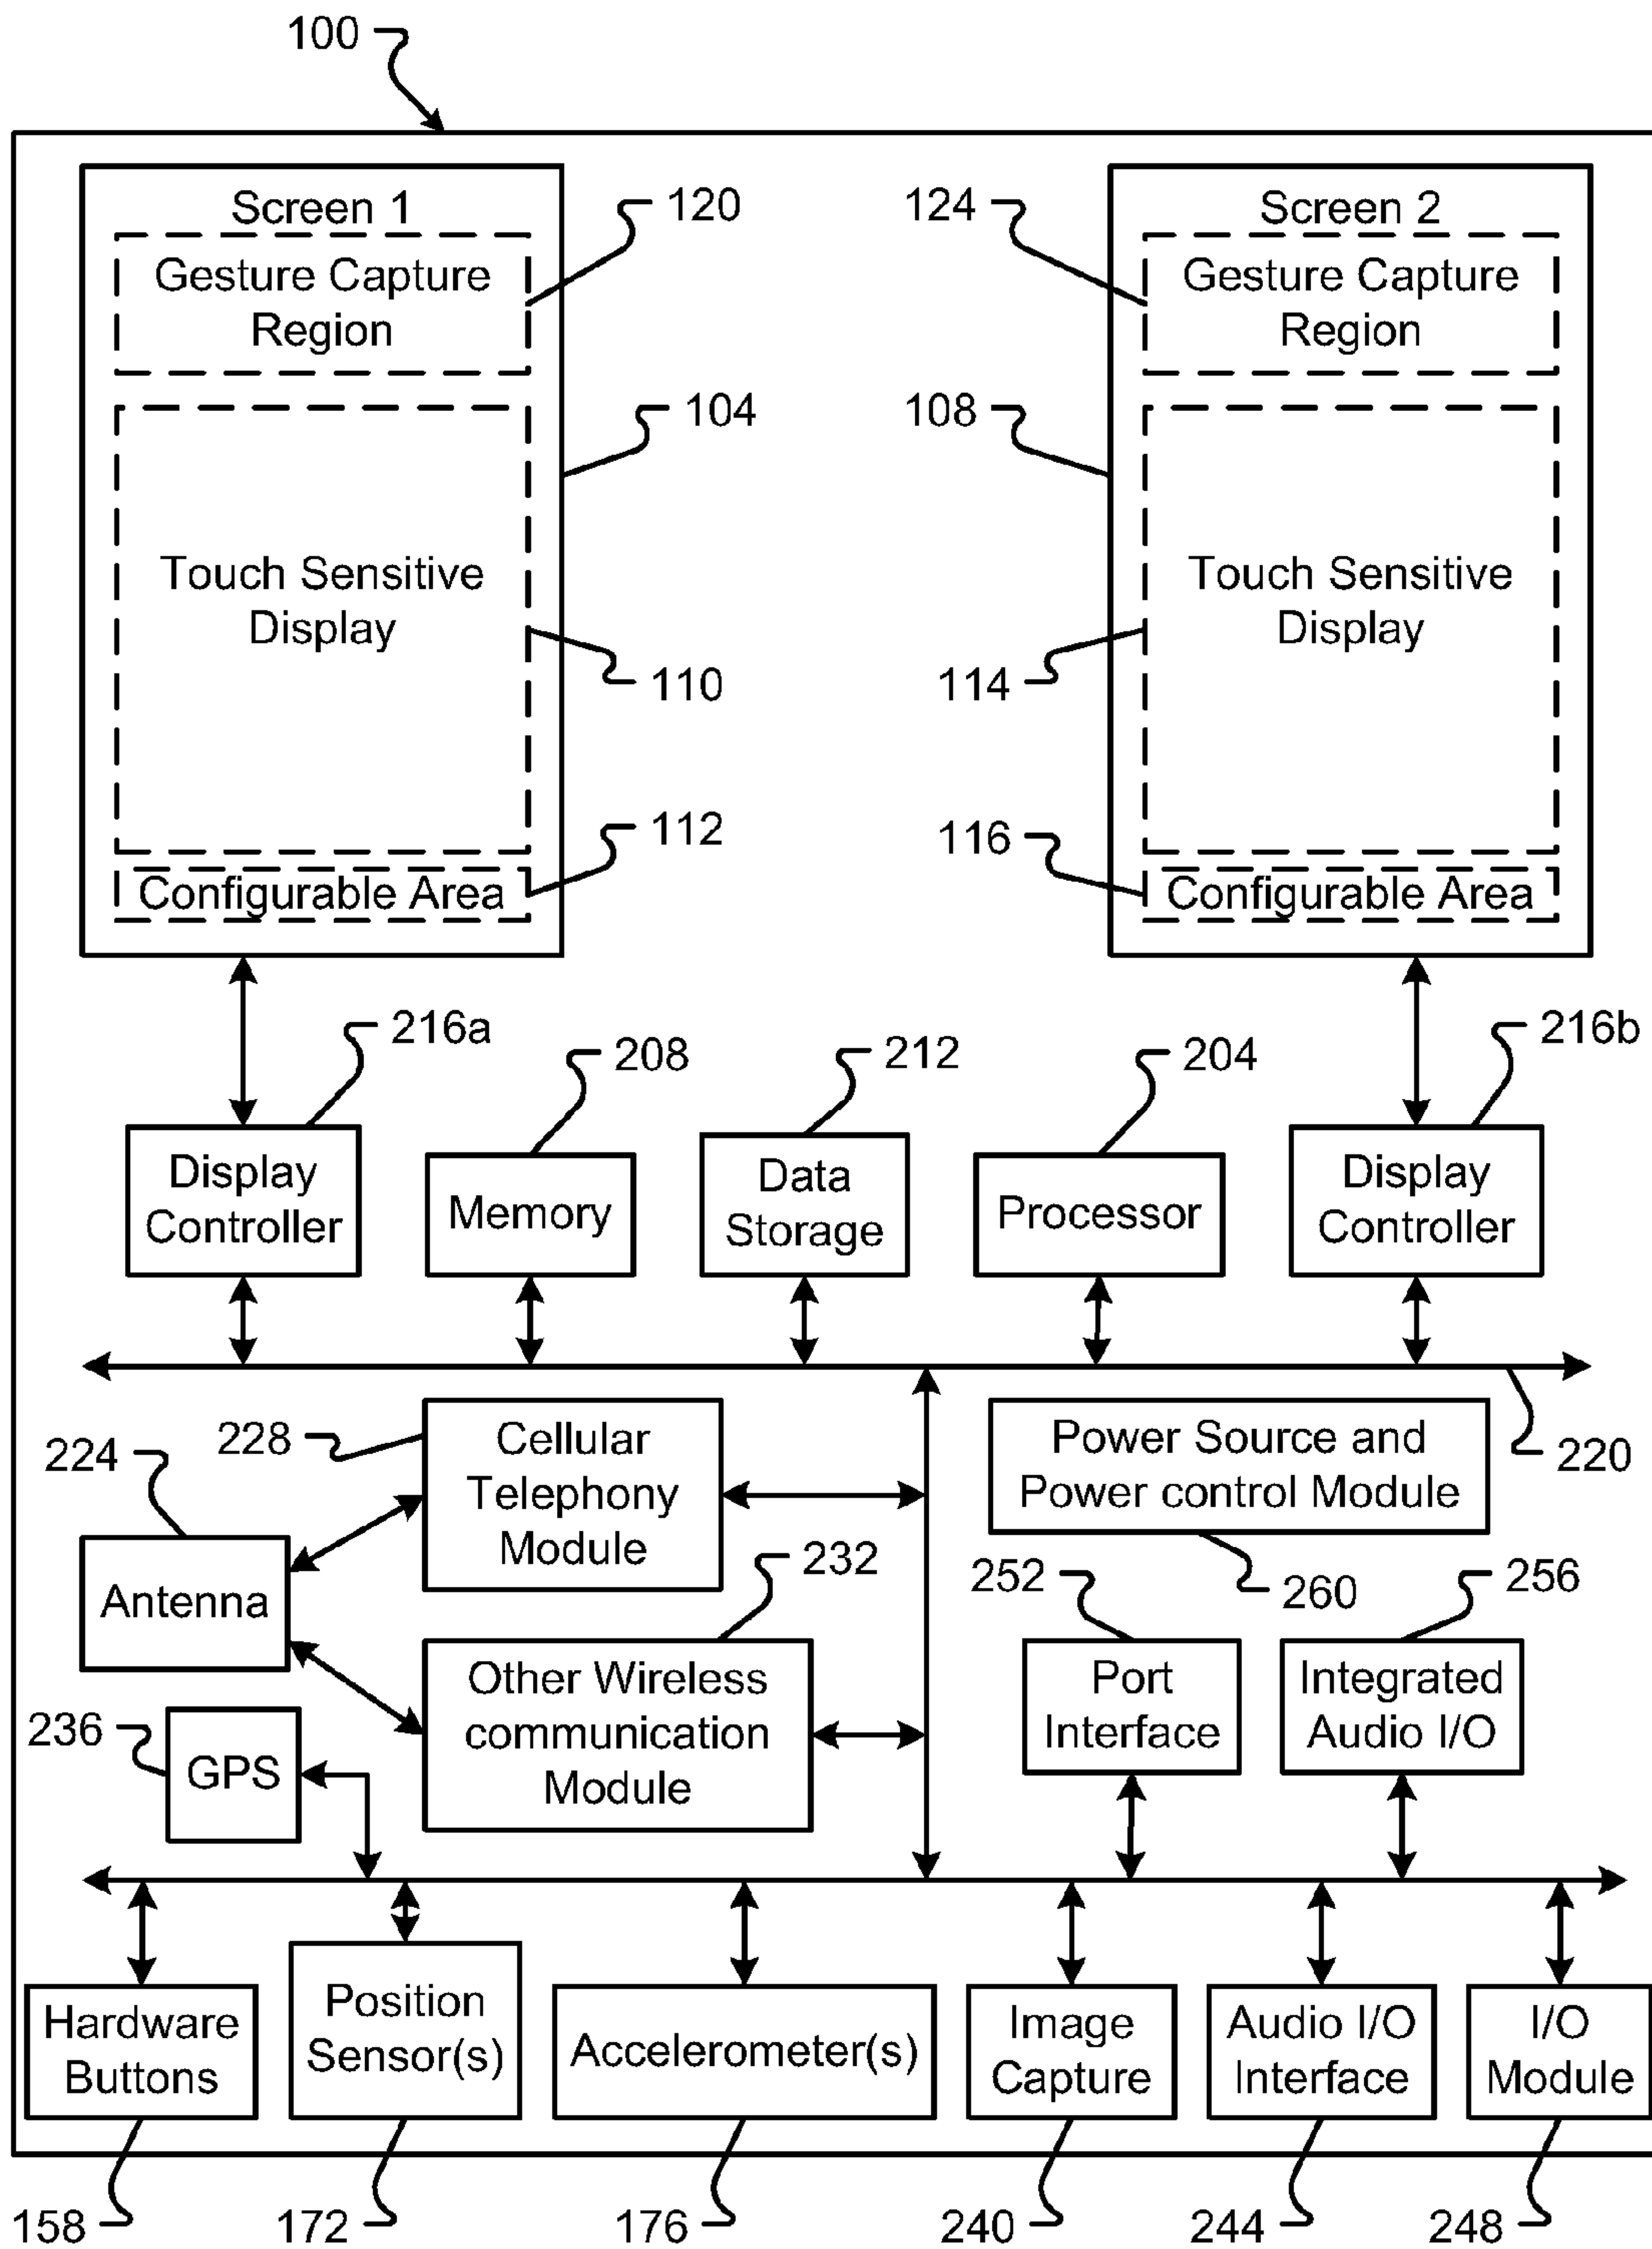 100
Screen 1
120
124
Screen 2
Gesture Capture
Region
Gesture Capture
Region
104
108
Touch Sensitive
Display
Touch Sensitive
Display
110
114
112
116
Configurable Area
Configurable Area
216a
208
212
204
216b
Display
Controller
Memory
Data
Storage
Processor
Display
Controller
228
Cellular
Telephony
Module
Power Source and
Power control Module
220
224
Antenna
232
252
260
256
Other Wireless
communication
Module
Port
Interface
Integrated
Audio I/O
236
GPS
Hardware
Buttons
Position
Sensor(s)
Accelerometer(s)
Image
Capture
Audio I/O
Interface
I/O
Module
158
172
176
240
244
248